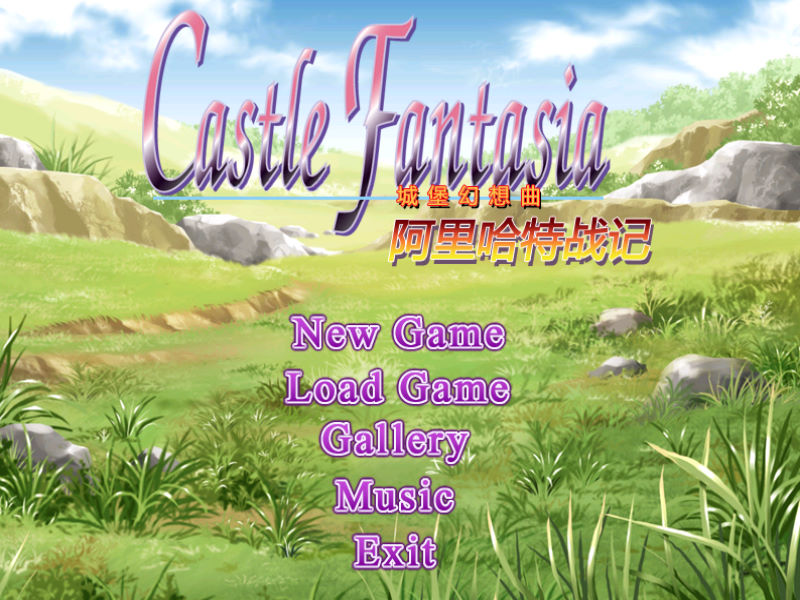 Castle Fantasia
城堡幻想曲
阿里哈特战记
New Game
Load Game
Gallery
Music
Exit